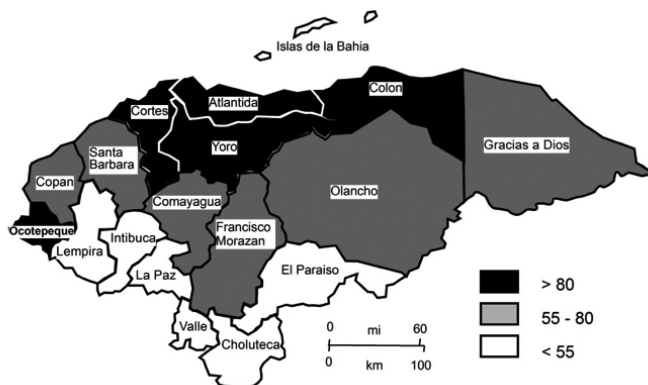 Islas de la Bahia
Colon
Cortes
Atlantida
Yoro
Gracias a Dios
Santa
Barbara
Copan
Olancho
Comayagua
Ocotepeque
Francisco
Morazan
Intibuca
Lempira
La Paz
El Paraiso
Valle
Choluteca
> 80
55 - 80
< 55
0 mi 60
0 km 100